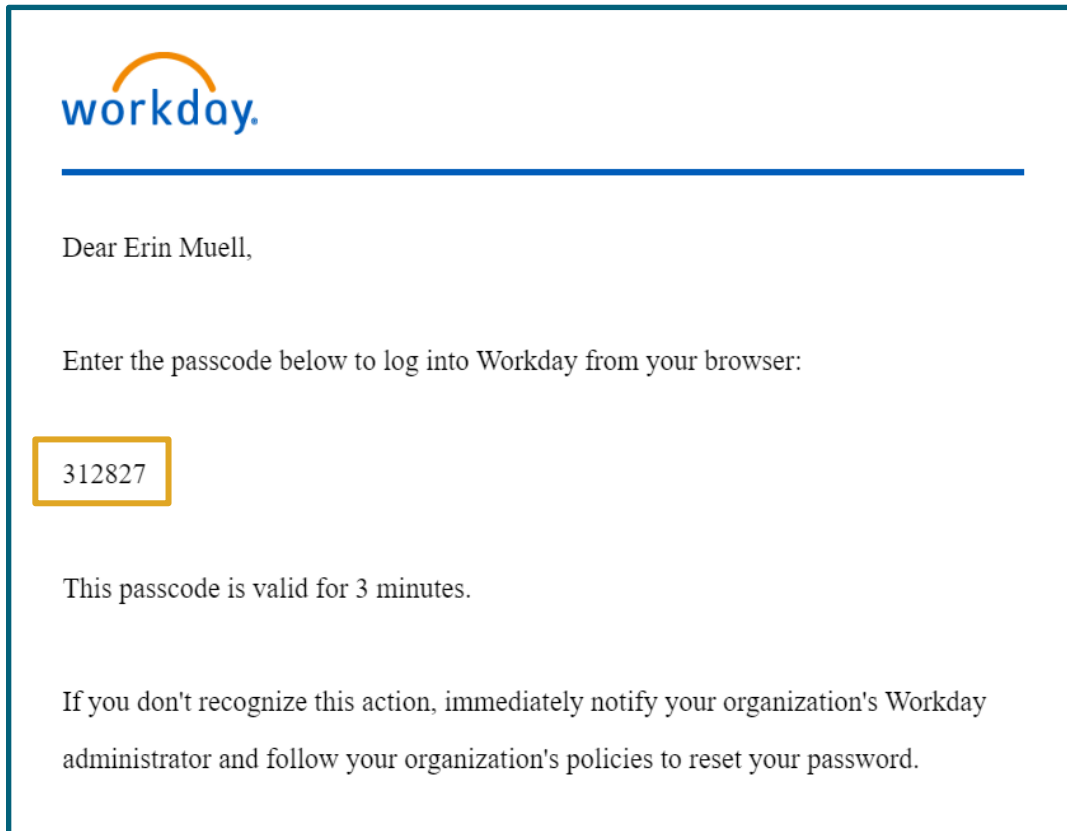 workday.
Dear Erin Muell,
Enter the passcode below to log into Workday from your browser:
312827
This passcode is valid for 3 minutes.
If you don't recognize this action, immediately notify your organization's Workday
administrator and follow your organization's policies to reset your password.